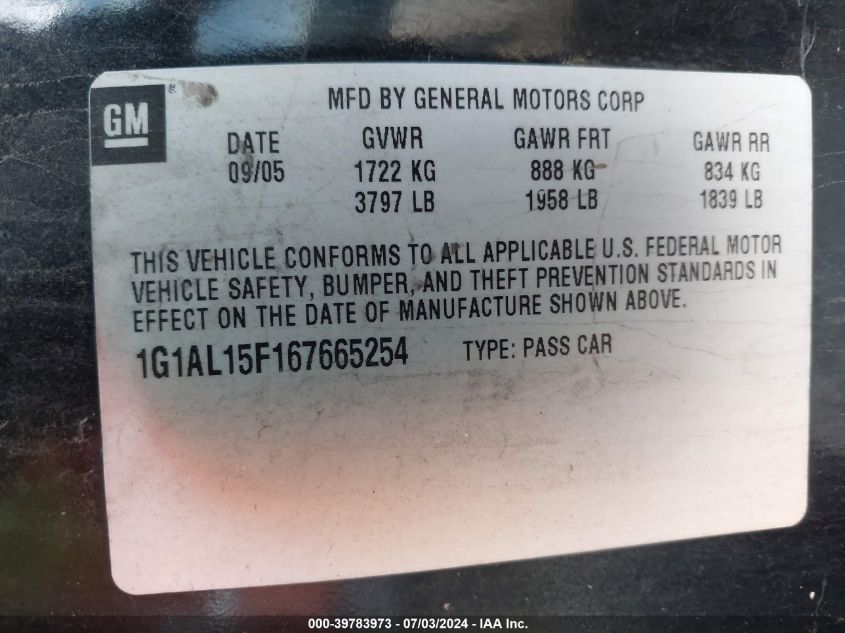 GM ®
MFD BY GENERAL MOTORS CORP
DATE GVWR GAWR FRT GAWR RR
09/05 1722 KG 888 KG 834 KG
3797 LB 1958 LB 1839 LB
THIS VEHICLE CONFORMS TO ALL APPLICABLE U.S. FEDERAL MOTOR
VEHICLE SAFETY, BUMPER, AND THEFT PREVENTION STANDARDS IN
EFFECT ON THE DATE OF MANUFACTURE SHOWN ABOVE.
1G1AL15F167665254 TYPE: PASS CAR
000-39783973 / 07/03/2024 - IAA Inc.